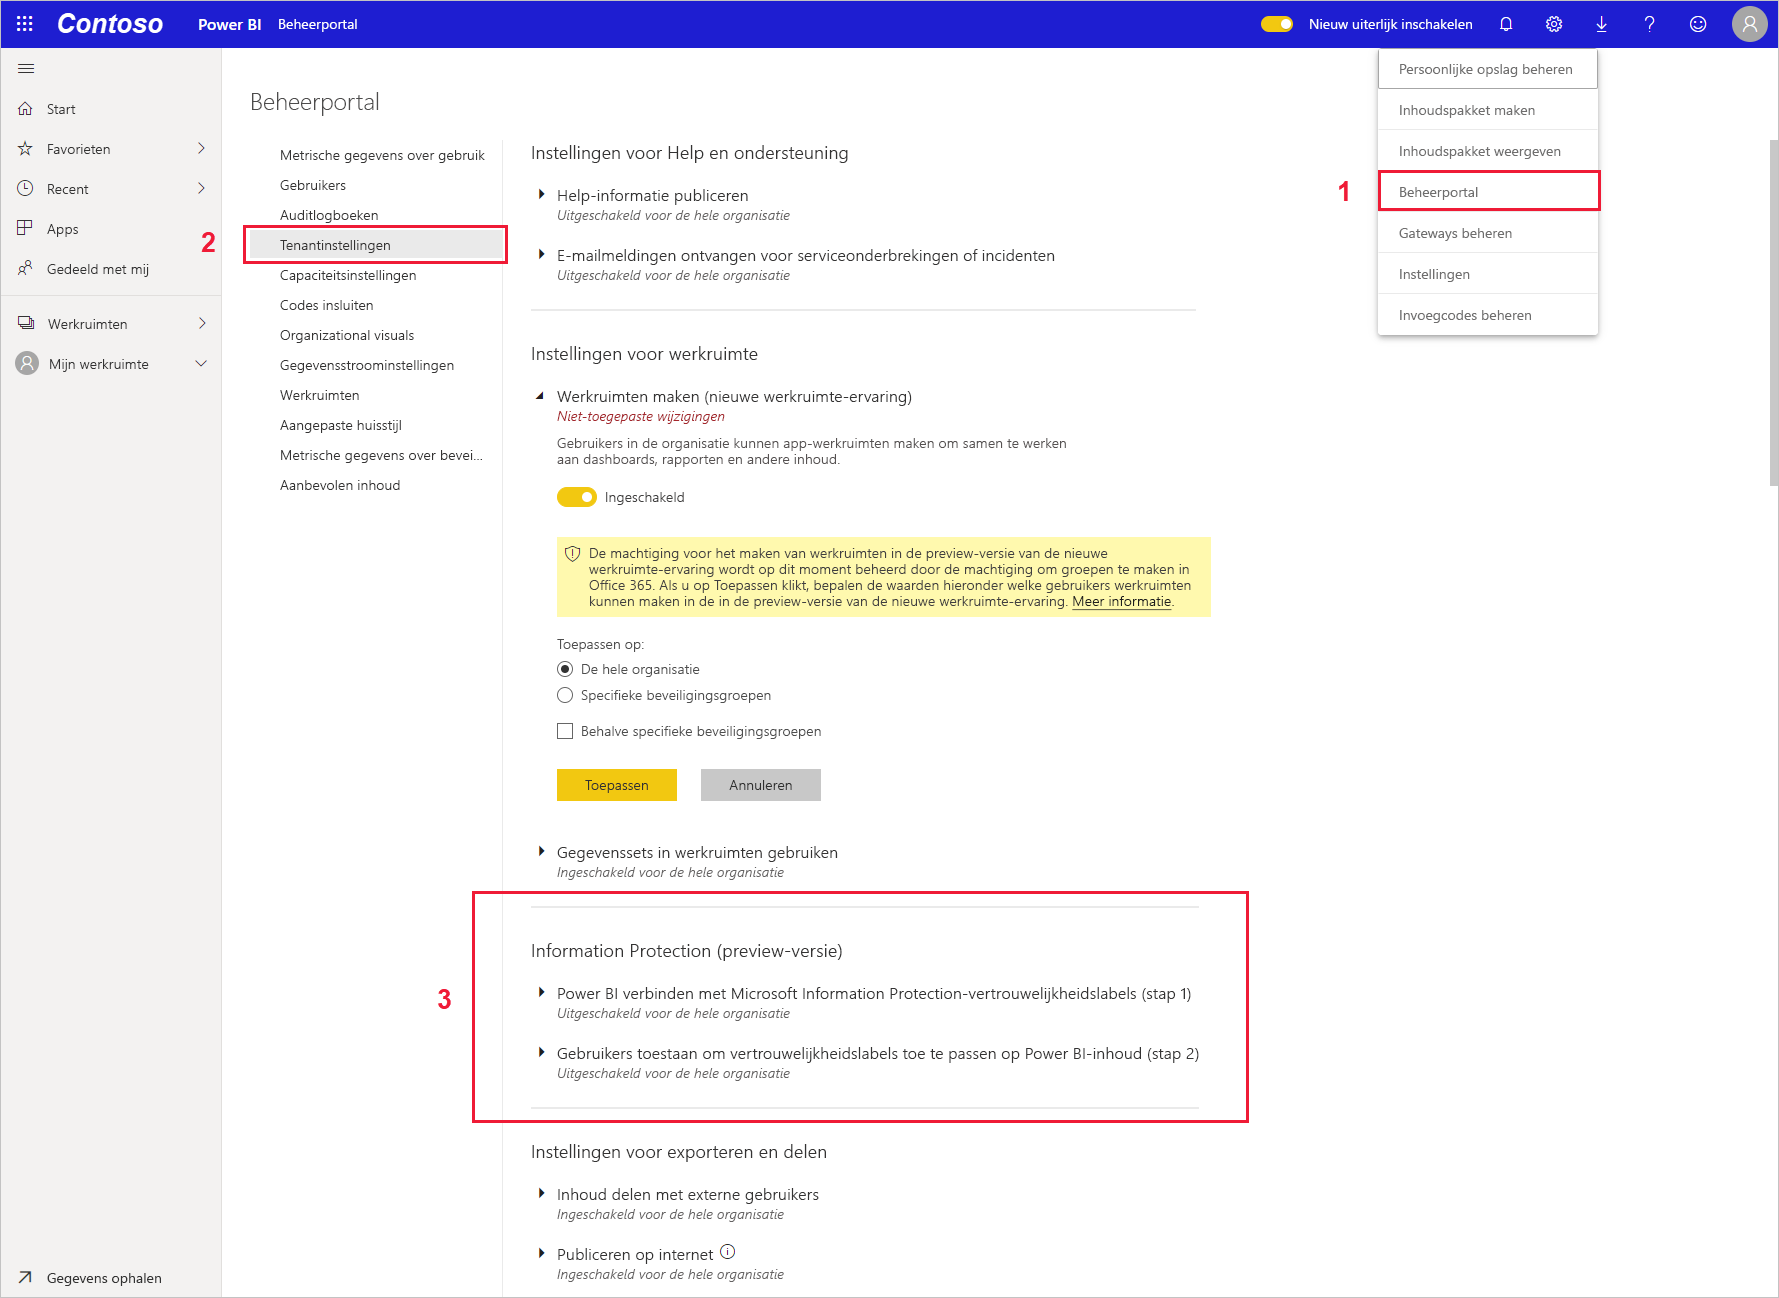 Contoso
Power BI
Beheerportal
Nieuw uiterlijk inschakelen
Persoonlijke opslag beheren
Inhoudspakket maken
Inhoudspakket weergeven
1
Beheerportal
Gateways beheren
Instellingen
Invoegcodes beheren
Start
Favorieten
Recent
Apps
Gedeeld met mij
Werkruimten
Mijn werkruimte
Gegevens ophalen
Beheerportal
Metrische gegevens over gebruik
Gebruikers
Auditlogboeken
2
Tenantinstellingen
Capaciteitsinstellingen
Codes insluiten
Organizational visuals
Gegevensstroominstellingen
Werkruimten
Aangepaste huisstijl
Metrische gegevens over bevei...
Aanbevolen inhoud
Instellingen voor Help en ondersteuning
Help-informatie publiceren
Uitgeschakeld voor de hele organisatie
E-mailmeldingen ontvangen voor serviceonderbrekingen of incidenten
Uitgeschakeld voor de hele organisatie
Instellingen voor werkruimte
Werkruimten maken (nieuwe werkruimte-ervaring)
Niet-toegepaste wijzigingen
Gebruikers in de organisatie kunnen app-werkruimten maken om samen te werken
aan dashboards, rapporten en andere inhoud.
Ingeschakeld
De machtiging voor het maken van werkruimten in de preview-versie van de nieuwe
werkruimte-ervaring wordt op dit moment beheerd door de machtiging om groepen te maken in
Office 365. Als u op Toepassen klikt, bepalen de waarden hieronder welke gebruikers werkruimten
kunnen maken in de in de preview-versie van de nieuwe werkruimte-ervaring. Meer informatie.
Toepassen op:
De hele organisatie
Specifieke beveiligingsgroepen
Behalve specifieke beveiligingsgroepen
Toepassen
Annuleren
Gegevenssets in werkruimten gebruiken
Ingeschakeld voor de hele organisatie
3
Information Protection (preview-versie)
Power BI verbinden met Microsoft Information Protection-vertrouwelijkheidslabels (stap 1)
Uitgeschakeld voor de hele organisatie
Gebruikers toestaan om vertrouwelijkheidslabels toe te passen op Power BI-inhoud (stap 2)
Uitgeschakeld voor de hele organisatie
Instellingen voor exporteren en delen
Inhoud delen met externe gebruikers
Ingeschakeld voor de hele organisatie
Publiceren op internet
Ingeschakeld voor de hele organisatie